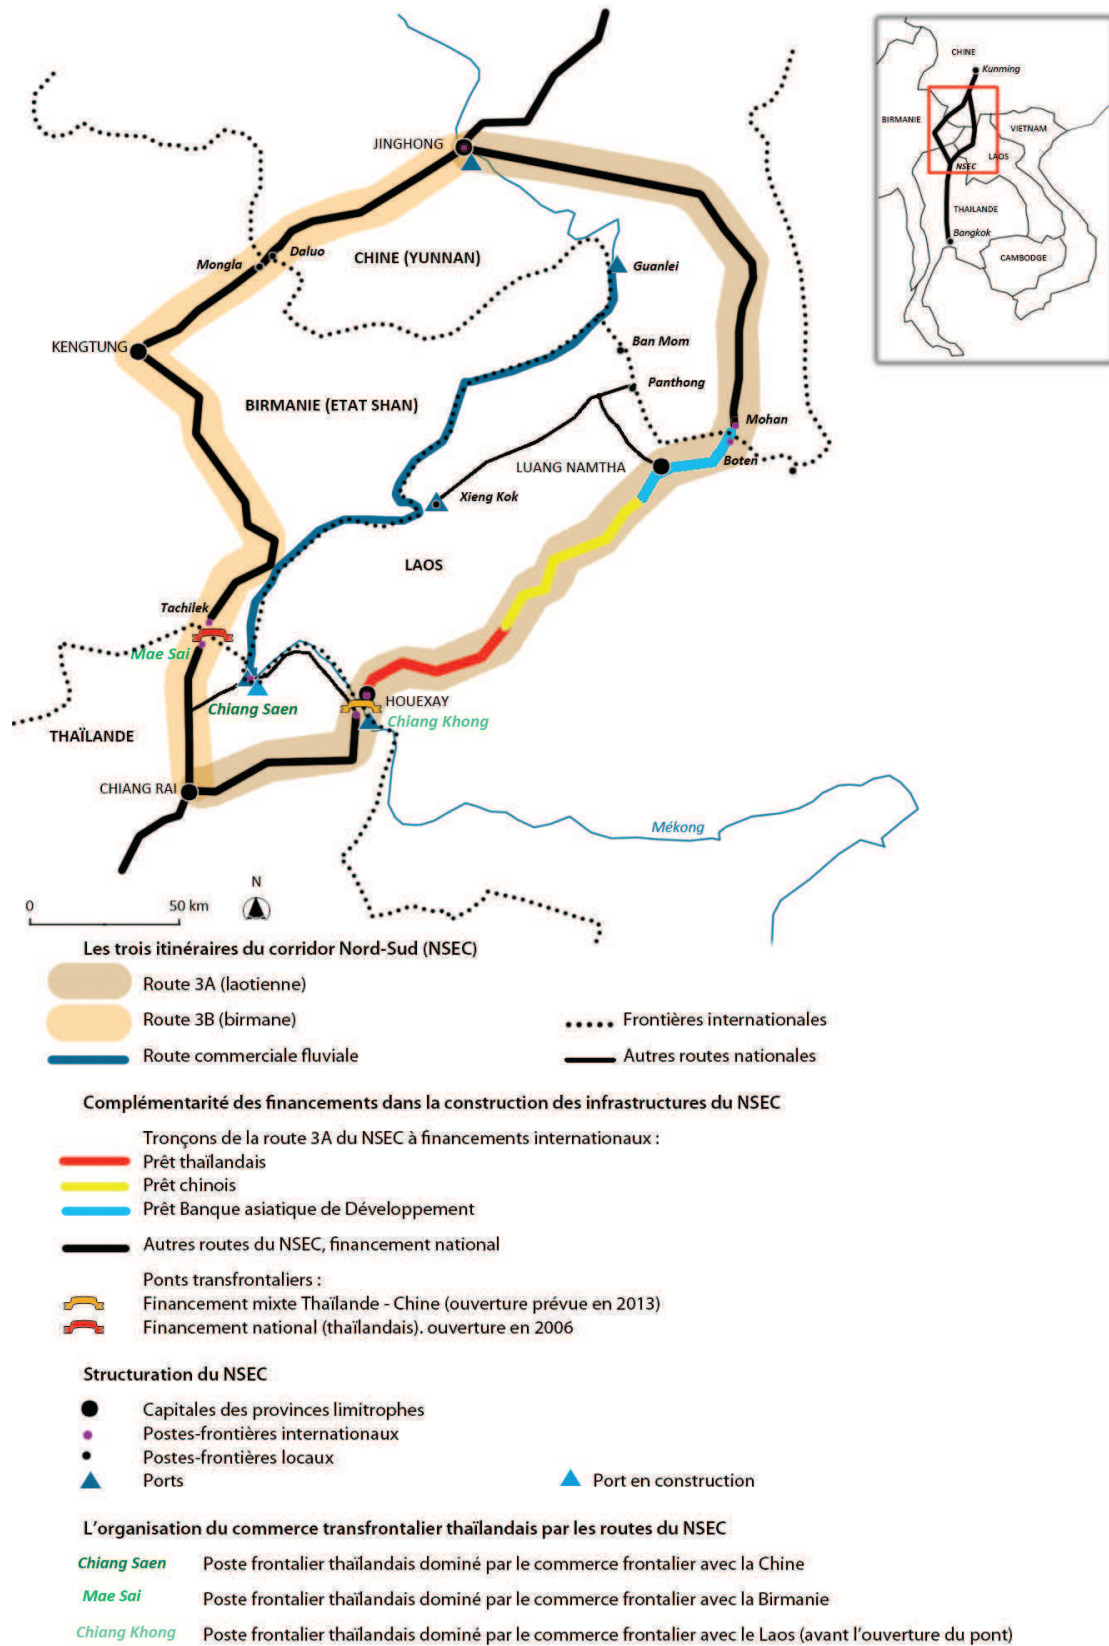 CHINE
Kunming
BIRMANIE
VIETNAM
LAOS
NSEC
THAILANDE
Bangkok
CAMBODGE
JINGHONG
CHINE (YUNNAN)
Daluo
Mongla
Guanlei
KENGTUNG
Ban Mom
Panthong
BIRMANIE (ETAT SHAN)
Mohan
Boten
LUANG NAMTHA
Xieng Kok
LAOS
Tachilek
Mae Sai
Chiang Saen
HOUEXAY
Chiang Khong
THAÏLANDE
CHIANG RAI
Mékong
N
0 50 km
Les trois itinéraires du corridor Nord-Sud (NSEC)
Route 3A (laotienne)
Route 3B (birmane)
Frontières internationales
Route commerciale fluviale
Autres routes nationales
Complémentarité des financements dans la construction des infrastructures du NSEC
Tronçons de la route 3A du NSEC à financements internationaux :
Prêt thaïlandais
Prêt chinois
Prêt Banque asiatique de Développement
Autres routes du NSEC, financement national
Ponts transfrontaliers :
Financement mixte Thaïlande - Chine (ouverture prévue en 2013)
Financement national (thaïlandais). ouverture en 2006
Structuration du NSEC
Capitales des provinces limitrophes
Postes-frontières internationaux
Postes-frontières locaux
Ports
Port en construction
L'organisation du commerce transfrontalier thaïlandais par les routes du NSEC
Chiang Saen Poste frontalier thaïlandais dominé par le commerce frontalier avec la Chine
Mae Sai Poste frontalier thaïlandais dominé par le commerce frontalier avec la Birmanie
Chiang Khong Poste frontalier thaïlandais dominé par le commerce frontalier avec le Laos (avant l'ouverture du pont)